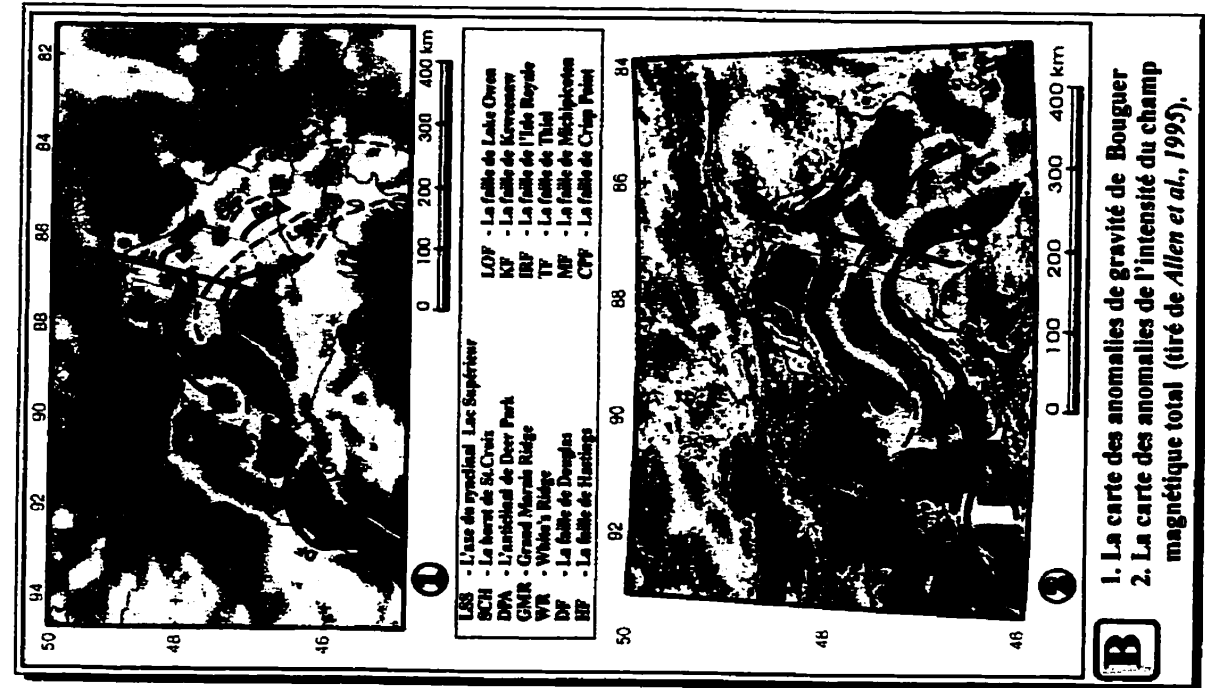 94 92 90 88 86 84 82
50
48
46
1
0 100 200 300 400 km
LSS - L'axe du synclinal Lac Supérieur
SCH - Le horst de St.Croix
DPA - L'anticlinal de Deer Park
GMR - Grand Marais Ridge
WR - White's Ridge
DF - La faille de Douglas
HF - La faille de Hastings
LOF - La faille de Lake Owen
KF - La faille de Keweenaw
IRF - La faille de l'Isle Royale
TF - La faille de Thiel
MF - La faille de Michipicoten
CPF - La faille de Crisp Point
92 90 88 86 84
50
48
46
2
0 100 200 300 400 km
B
1. La carte des anomalies de gravité de Bouguer
2. La carte des anomalies de l'intensité du champ
magnétique total (tiré de Allen et al., 1995).